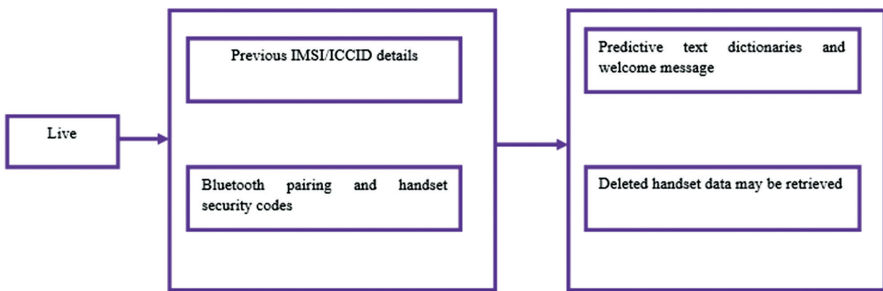 Live
Previous IMSI/ICCID details
Bluetooth pairing and handset
security codes
Predictive text dictionaries and
welcome message
Deleted handset data may be retrieved